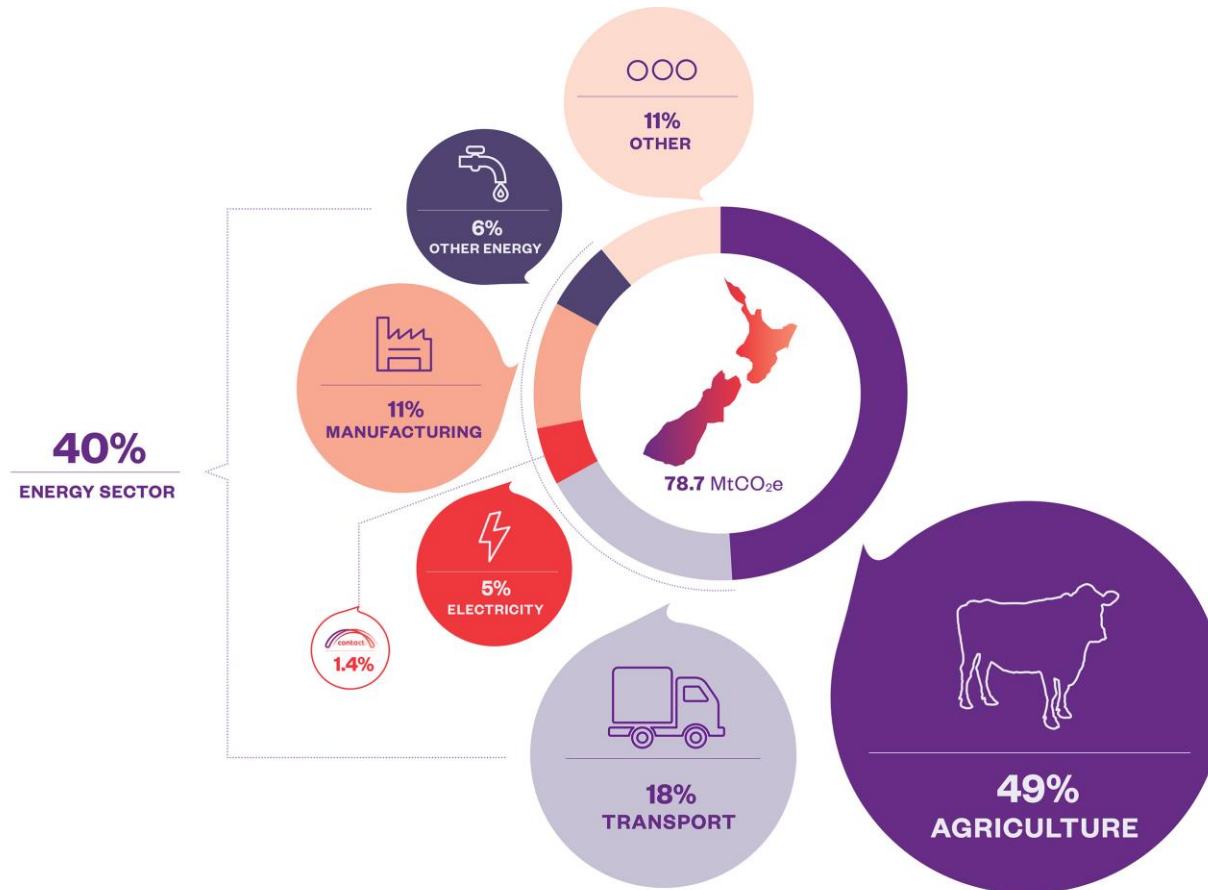 11%
OTHER
6%
OTHER ENERGY
11%
MANUFACTURING
40%
ENERGY SECTOR
78.7 MtCO₂e
5%
ELECTRICITY
contact
1.4%
18%
TRANSPORT
49%
AGRICULTURE